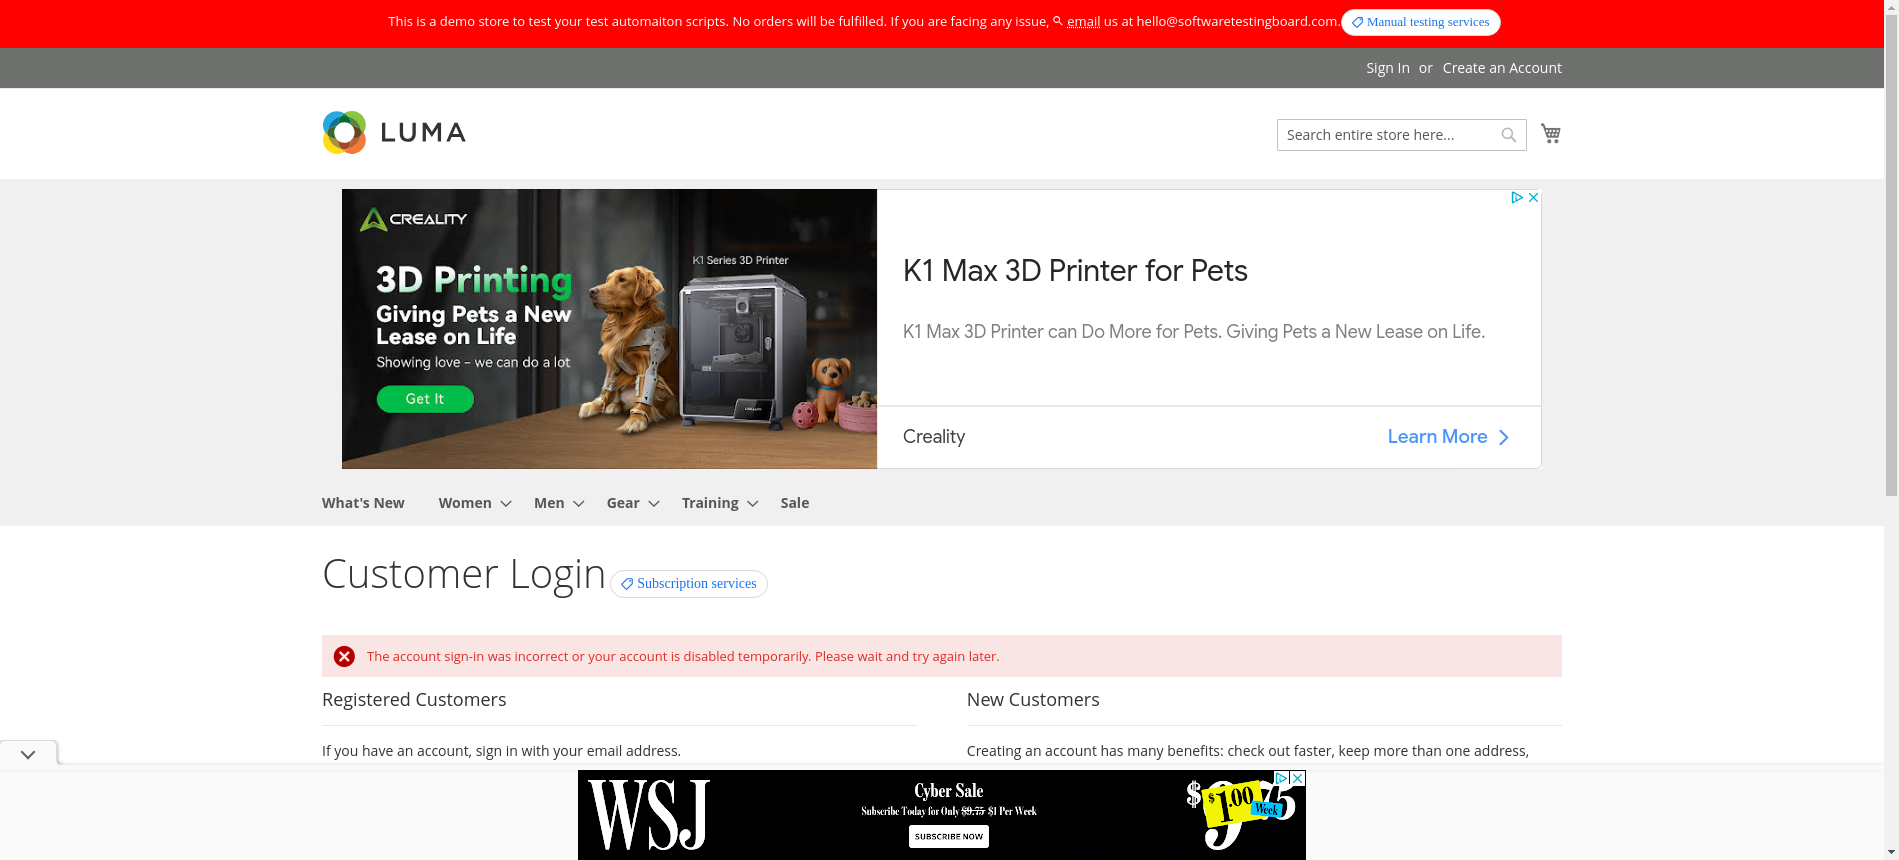 This is a demo store to test your test automaiton scripts. No orders will be fulfilled. If you are facing any issue, email us at hello@softwaretestingboard.com. Manual testing services
Sign In or Create an Account
LUMA
Search entire store here...
CREALITY
K1 Series 3D Printer
3D Printing
Giving Pets a New
Lease on Life
Showing love – we can do a lot
Get It
K1 Max 3D Printer for Pets
K1 Max 3D Printer can Do More for Pets. Giving Pets a New Lease on Life.
Creality
Learn More
What's New Women Men Gear Training Sale
Customer Login Subscription services
The account sign-in was incorrect or your account is disabled temporarily. Please wait and try again later.
Registered Customers
If you have an account, sign in with your email address.
New Customers
Creating an account has many benefits: check out faster, keep more than one address,
WSJ
Cyber Sale
Subscribe Today for Only $9.75 $1 Per Week
SUBSCRIBE NOW
$1.00
Week